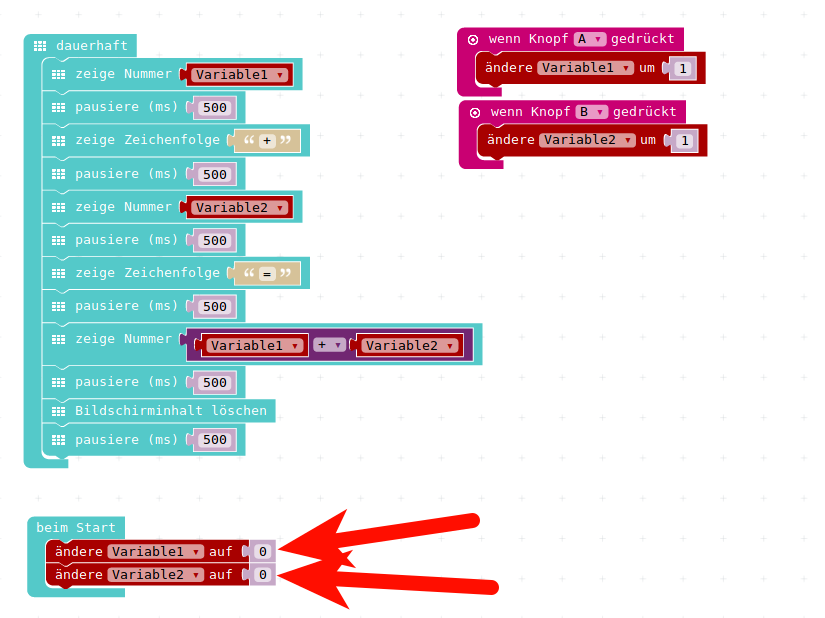 dauerhaft
zeige Nummer Variable1
pausiere (ms) 500
zeige Zeichenfolge “ + ”
pausiere (ms) 500
zeige Nummer Variable2
pausiere (ms) 500
zeige Zeichenfolge “ = ”
pausiere (ms) 500
zeige Nummer Variable1 + Variable2
pausiere (ms) 500
Bildschirminhalt löschen
pausiere (ms) 500
wenn Knopf A gedrückt
ändere Variable1 um 1
wenn Knopf B gedrückt
ändere Variable2 um 1
beim Start
ändere Variable1 auf 0
ändere Variable2 auf 0